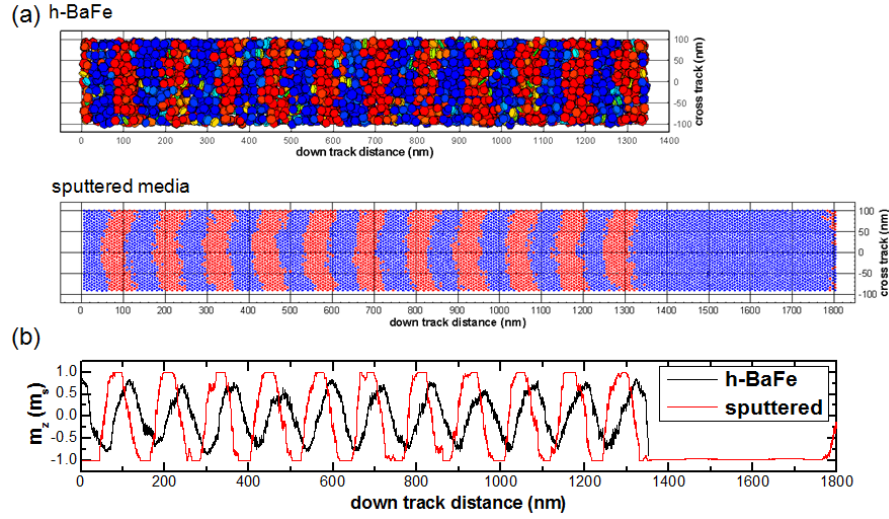 (a)
h-BaFe
100
50
0
-50
-100
cross track (nm)
0 100 200 300 400 500 600 700 800 900 1000 1100 1200 1300 1400
down track distance (nm)
sputtered media
100
50
0
-50
-100
cross track (nm)
0 100 200 300 400 500 600 700 800 900 1000 1100 1200 1300 1400 1500 1600 1700 1800
down track distance (nm)
(b)
1.0
0.5
0.0
-0.5
-1.0
m_z (m_s)
h-BaFe
sputtered
0 200 400 600 800 1000 1200 1400 1600 1800
down track distance (nm)